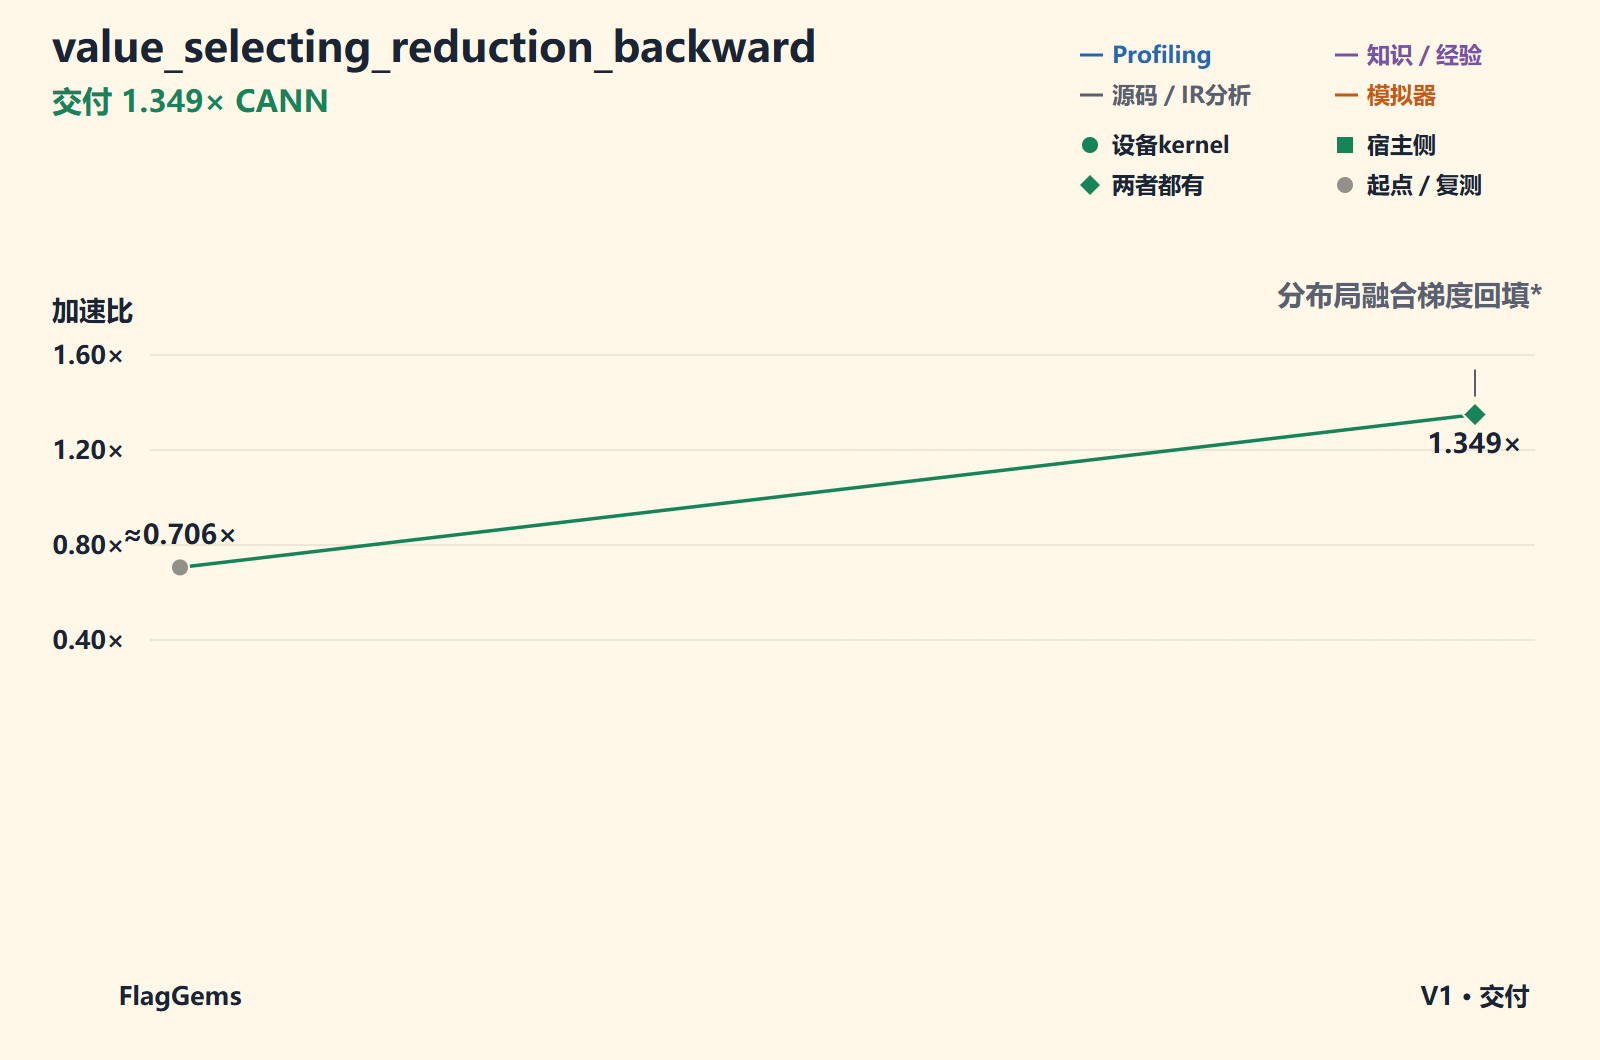 value_selecting_reduction_backward
交付 1.349× CANN
Profiling
知识 / 经验
源码 / IR分析
模拟器
设备kernel
宿主侧
两者都有
起点 / 复测
加速比
分布局融合梯度回填*
1.60×
1.20×
1.349×
≈0.706×
0.80×
0.40×
FlagGems
V1 • 交付